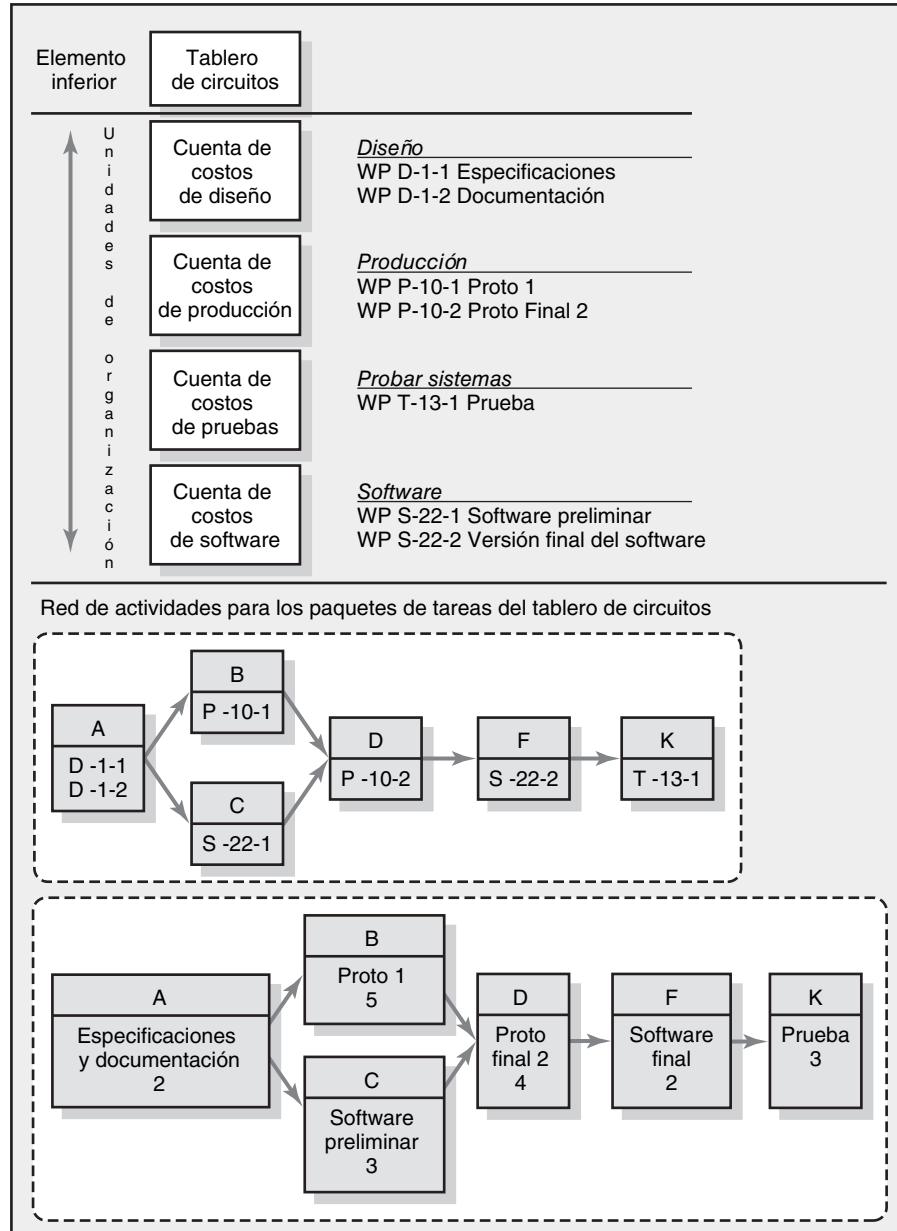 Elemento
inferior
Tablero
de circuitos
Unidades de organización
Cuenta de
costos
de diseño
Diseño
WP D-1-1 Especificaciones
WP D-1-2 Documentación
Cuenta de
costos
de producción
Producción
WP P-10-1 Proto 1
WP P-10-2 Proto Final 2
Cuenta de
costos
de pruebas
Probar sistemas
WP T-13-1 Prueba
Cuenta de
costos
de software
Software
WP S-22-1 Software preliminar
WP S-22-2 Versión final del software
Red de actividades para los paquetes de tareas del tablero de circuitos
A
D -1-1
D -1-2
B
P -10-1
C
S -22-1
D
P -10-2
F
S -22-2
K
T -13-1
A
Especificaciones
y documentación
2
B
Proto 1
5
C
Software
preliminar
3
D
Proto
final 2
4
F
Software
final
2
K
Prueba
3